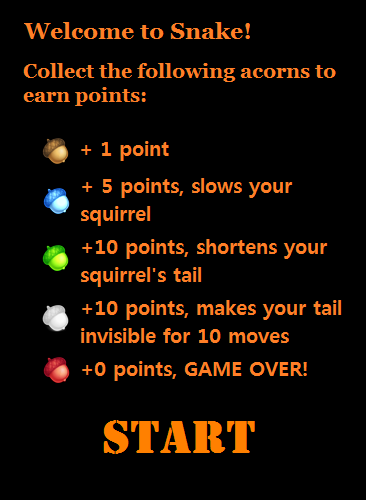 Welcome to Snake!
Collect the following acorns to
earn points:
+ 1 point
+ 5 points, slows your
squirrel
+10 points, shortens your
squirrel's tail
+10 points, makes your tail
invisible for 10 moves
+0 points, GAME OVER!
START